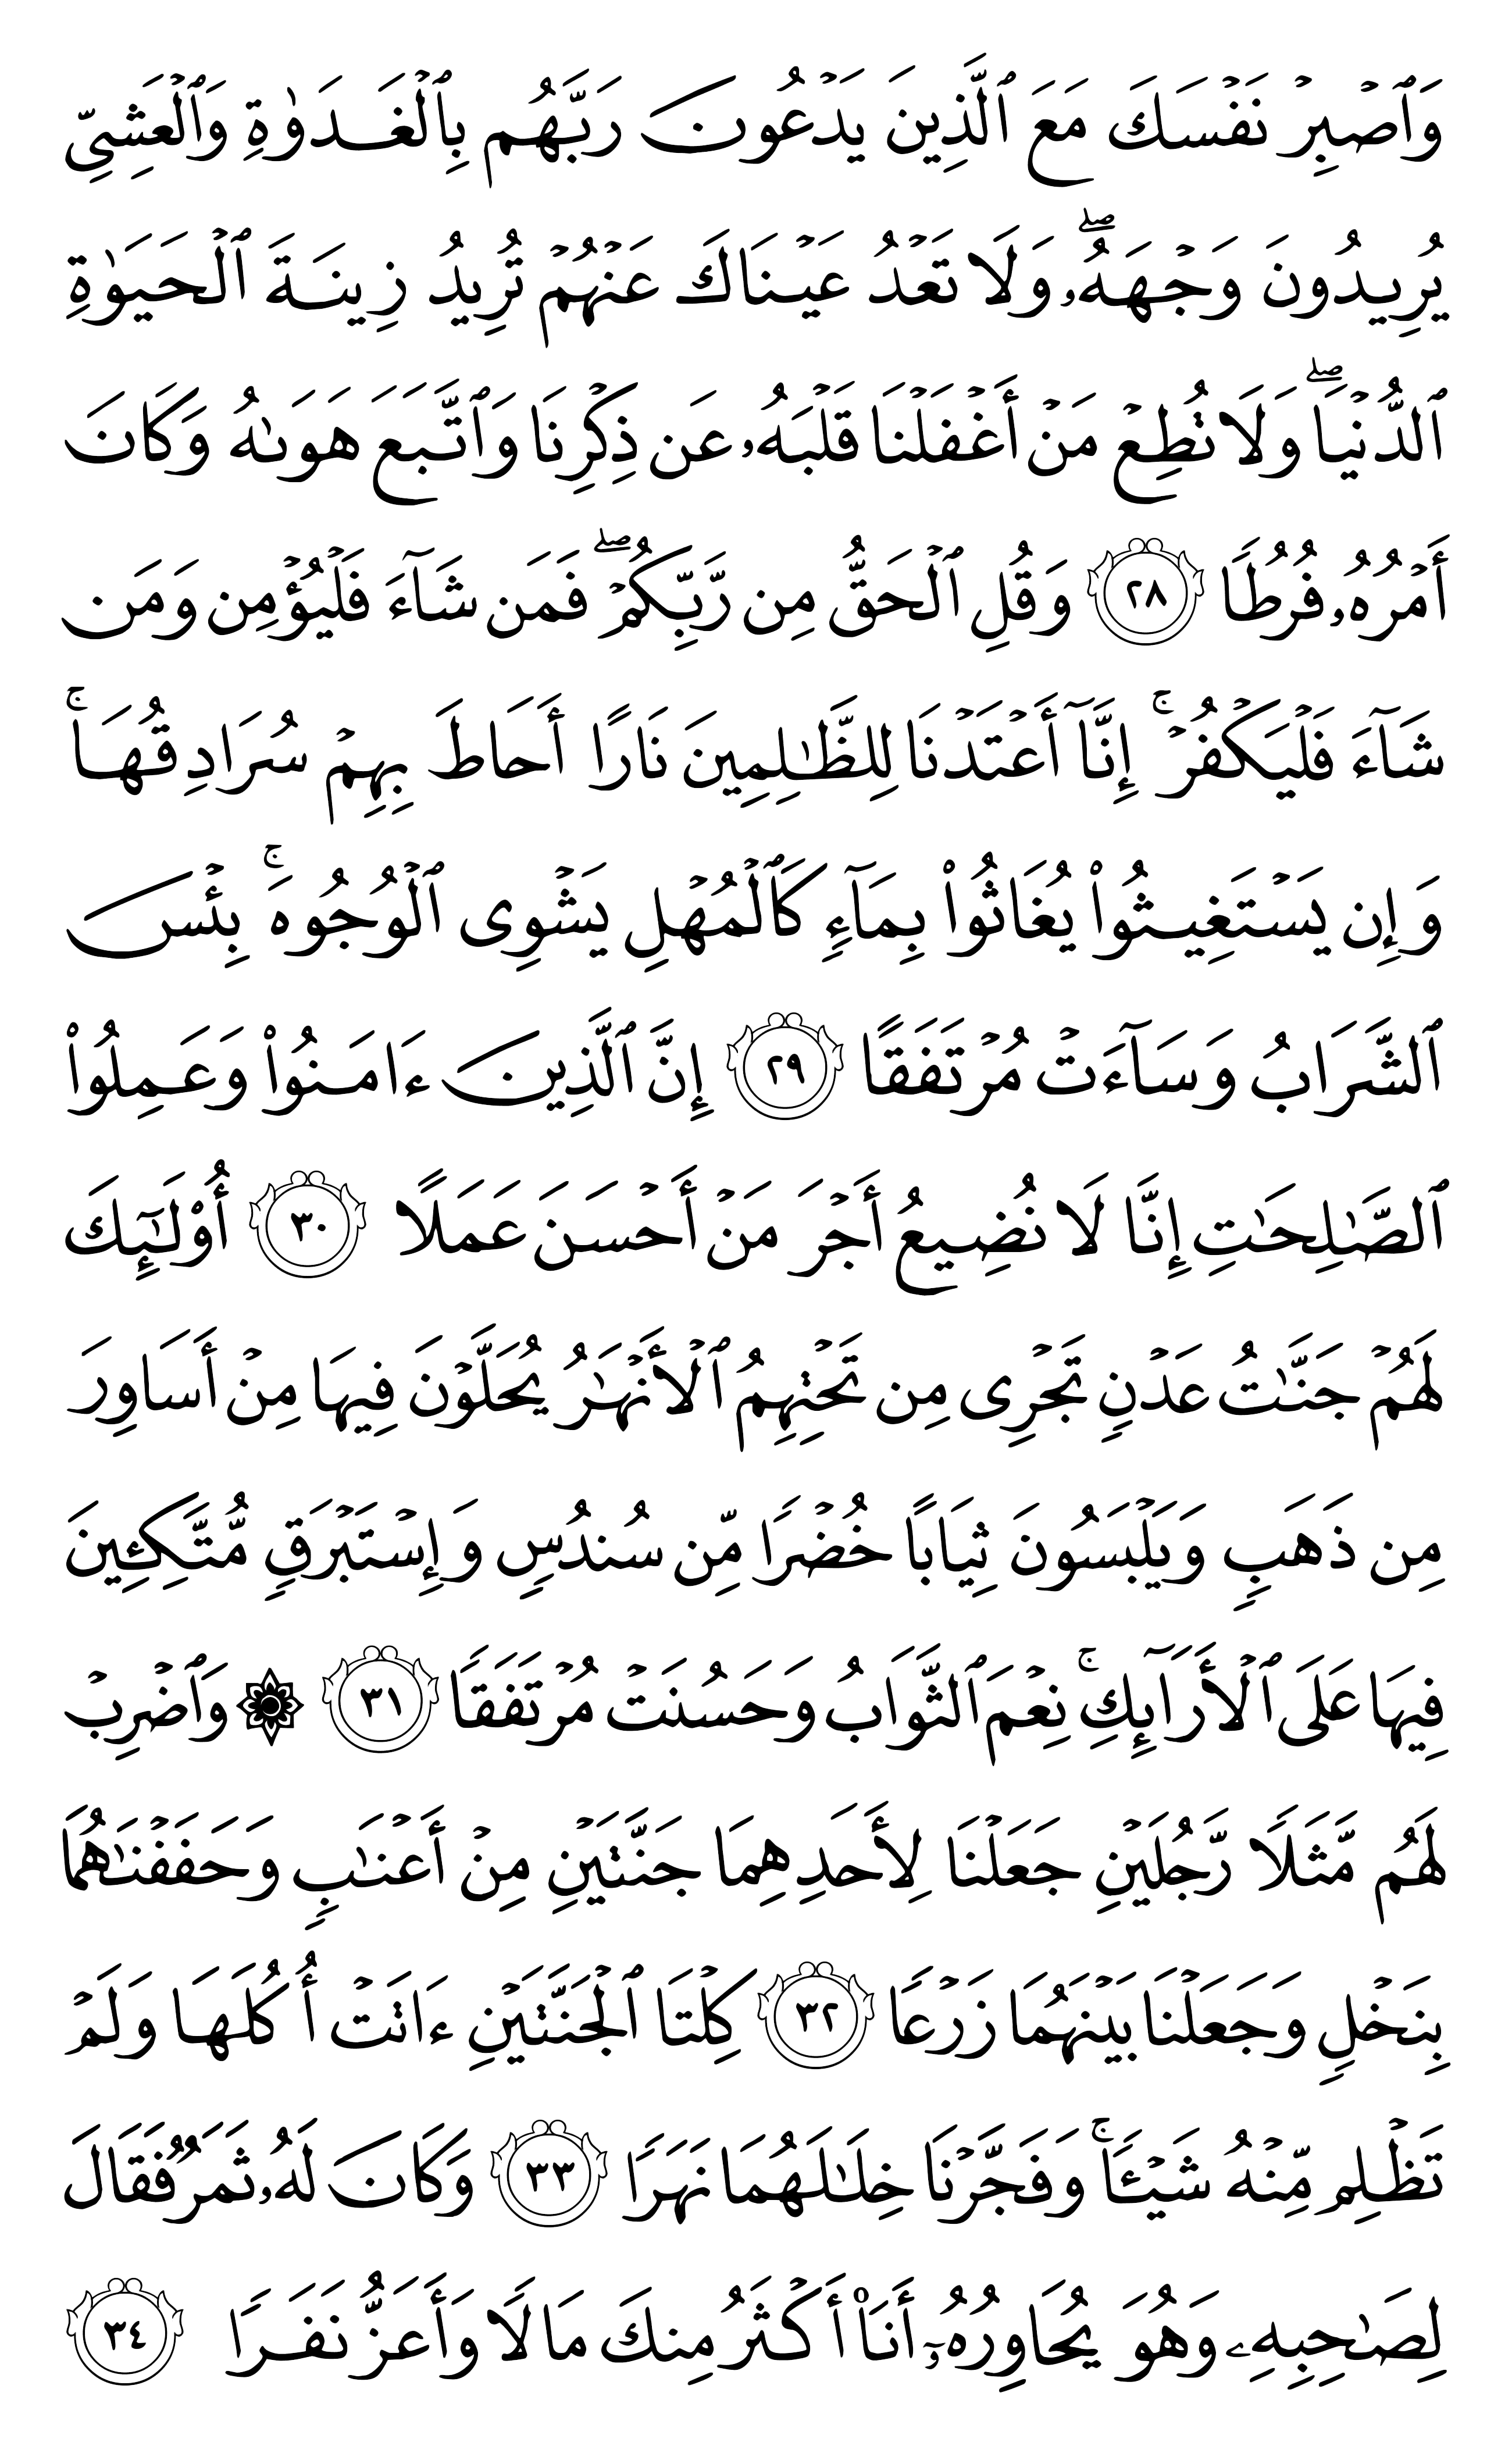 وَٱصۡبِرۡ نَفۡسَكَ مَعَ ٱلَّذِينَ يَدۡعُونَ رَبَّهُم بِٱلۡغَدَوٰةِ وَٱلۡعَشِيِّ
يُرِيدُونَ وَجۡهَهُۥۖ وَلَا تَعۡدُ عَيۡنَاكَ عَنۡهُمۡ تُرِيدُ زِينَةَ ٱلۡحَيَوٰةِ
ٱلدُّنۡيَاۖ وَلَا تُطِعۡ مَنۡ أَغۡفَلۡنَا قَلۡبَهُۥ عَن ذِكۡرِنَا وَٱتَّبَعَ هَوَىٰهُ وَكَانَ
أَمۡرُهُۥ فُرُطٗا ٢٨ وَقُلِ ٱلۡحَقُّ مِن رَّبِّكُمۡۖ فَمَن شَآءَ فَلۡيُؤۡمِن وَمَن
شَآءَ فَلۡيَكۡفُرۡۚ إِنَّآ أَعۡتَدۡنَا لِلظَّٰلِمِينَ نَارًا أَحَاطَ بِهِمۡ سُرَادِقُهَاۚ
وَإِن يَسۡتَغِيثُواْ يُغَاثُواْ بِمَآءٖ كَٱلۡمُهۡلِ يَشۡوِي ٱلۡوُجُوهَۚ بِئۡسَ
ٱلشَّرَابُ وَسَآءَتۡ مُرۡتَفَقًا ٢٩ إِنَّ ٱلَّذِينَ ءَامَنُواْ وَعَمِلُواْ
ٱلصَّٰلِحَٰتِ إِنَّا لَا نُضِيعُ أَجۡرَ مَنۡ أَحۡسَنَ عَمَلًا ٣٠ أُوْلَٰٓئِكَ
لَهُمۡ جَنَّٰتُ عَدۡنٖ تَجۡرِي مِن تَحۡتِهِمُ ٱلۡأَنۡهَٰرُ يُحَلَّوۡنَ فِيهَا مِنۡ أَسَاوِرَ
مِن ذَهَبٖ وَيَلۡبَسُونَ ثِيَابًا خُضۡرٗا مِّن سُندُسٖ وَإِسۡتَبۡرَقٖ مُّتَّكِـِٔينَ
فِيهَا عَلَى ٱلۡأَرَآئِكِۚ نِعۡمَ ٱلثَّوَابُ وَحَسُنَتۡ مُرۡتَفَقٗا ٣١ ۞ وَٱضۡرِبۡ
لَهُم مَّثَلٗا رَّجُلَيۡنِ جَعَلۡنَا لِأَحَدِهِمَا جَنَّتَيۡنِ مِنۡ أَعۡنَٰبٖ وَحَفَفۡنَٰهُمَا
بِنَخۡلٖ وَجَعَلۡنَا بَيۡنَهُمَا زَرۡعٗا ٣٢ كِلۡتَا ٱلۡجَنَّتَيۡنِ ءَاتَتۡ أُكُلَهَا وَلَمۡ
تَظۡلِم مِّنۡهُ شَيۡـٔٗاۚ وَفَجَّرۡنَا خِلَٰلَهُمَا نَهَرٗا ٣٣ وَكَانَ لَهُۥ ثَمَرٞ فَقَالَ
لِصَٰحِبِهِۦ وَهُوَ يُحَاوِرُهُۥٓ أَنَا۠ أَكۡثَرُ مِنكَ مَالٗا وَأَعَزُّ نَفَرٗا ٣٤